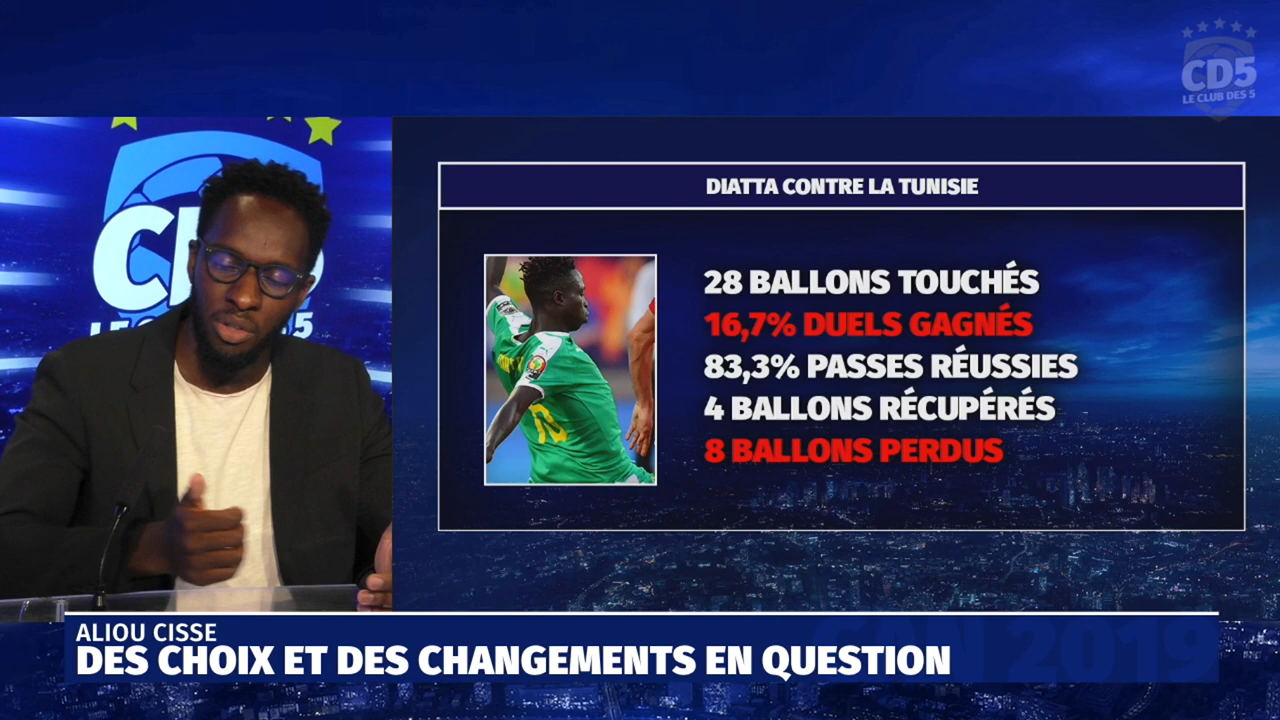 CD5
LE CLUB DES 5
DIATTA CONTRE LA TUNISIE
28 BALLONS TOUCHÉS
16,7% DUELS GAGNÉS
83,3% PASSES RÉUSSIES
4 BALLONS RÉCUPÉRÉS
8 BALLONS PERDUS
ALIOU CISSE
DES CHOIX ET DES CHANGEMENTS EN QUESTION
CAN 2019